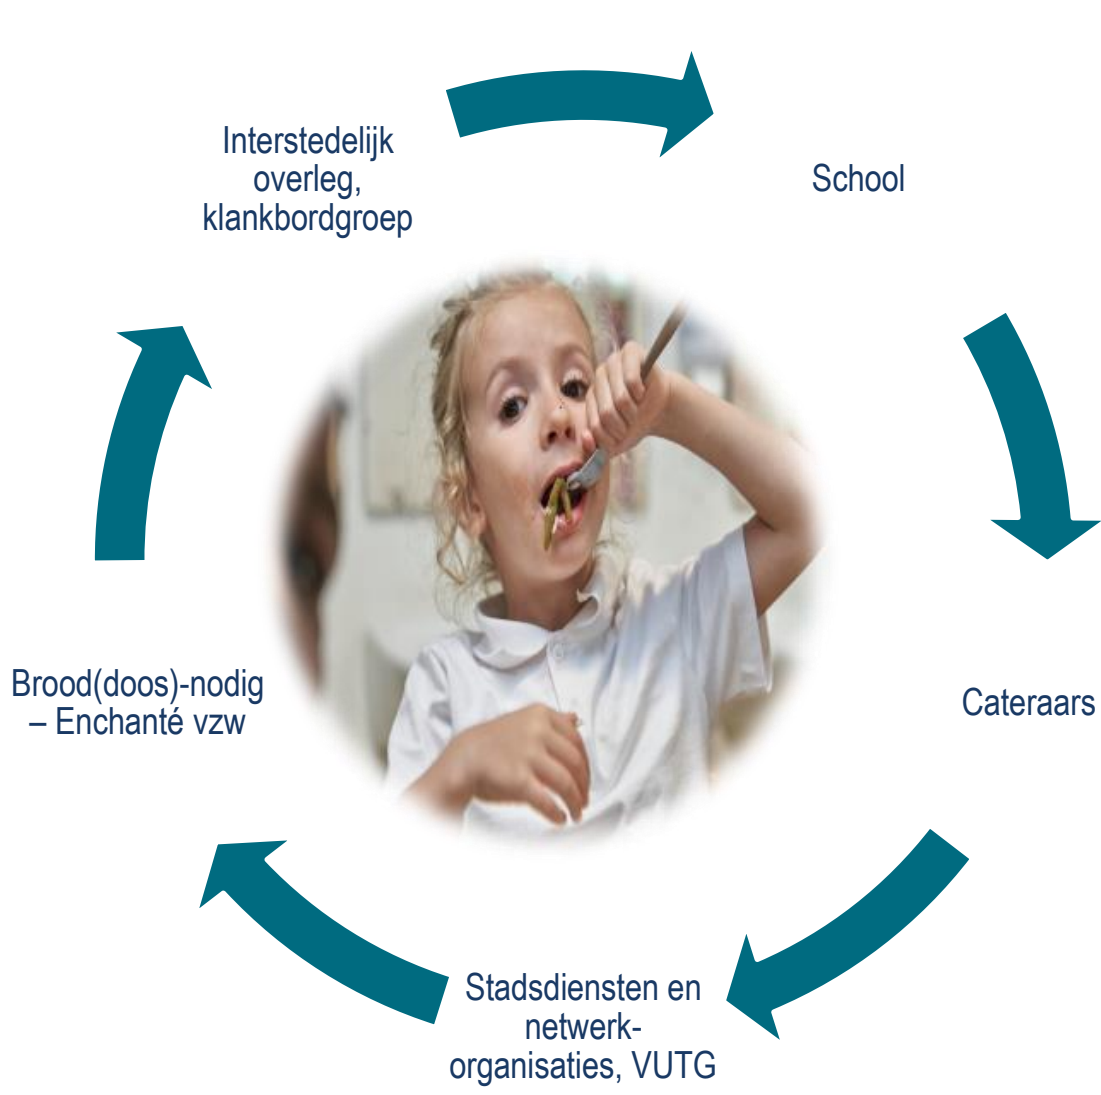 Interstedelijk
overleg,
klankbordgroep
School
Cateraars
Stadsdiensten en
netwerk-
organisaties, VUTG
Brood(doos)-nodig
– Enchanté vzw